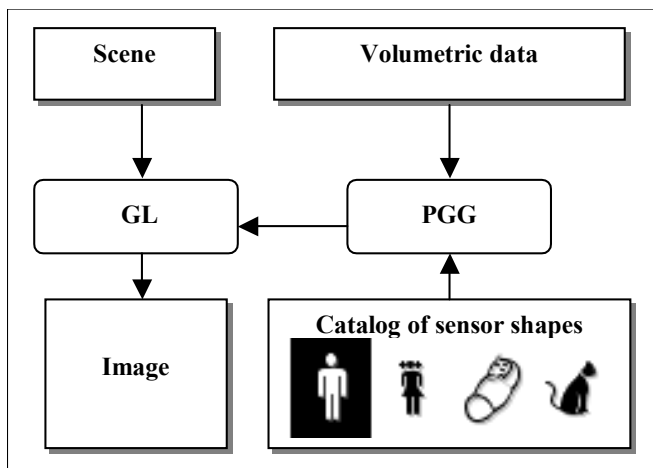 Scene
Volumetric data
GL
PGG
Image
Catalog of sensor shapes